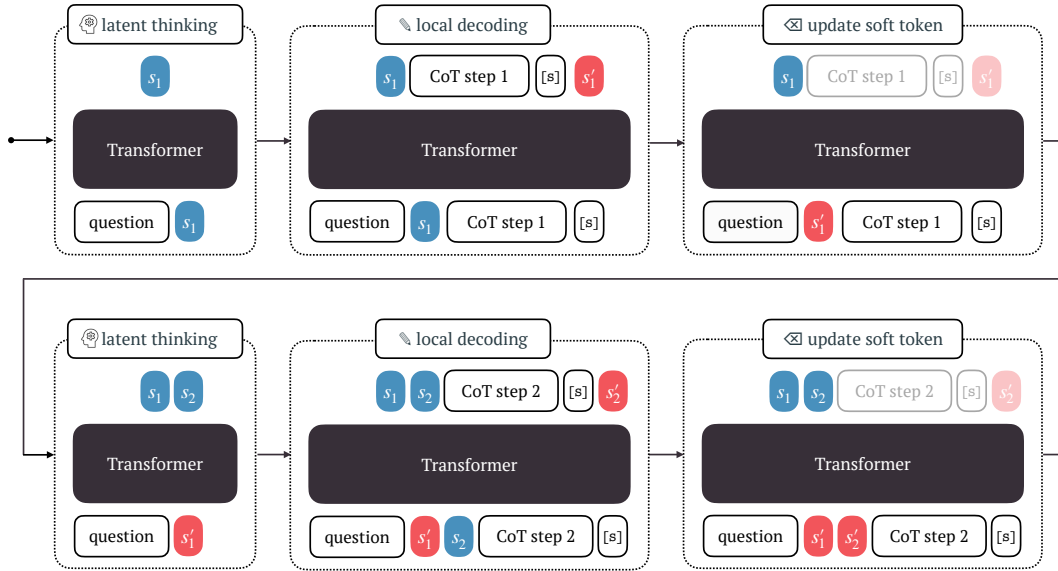 latent thinking
local decoding
update soft token
s₁
s₁ CoT step 1 [s] s₁′
s₁ CoT step 1 [s] s₁′
Transformer
Transformer
Transformer
question s₁
question s₁ CoT step 1 [s]
question s₁′ CoT step 1 [s]
latent thinking
local decoding
update soft token
s₁ s₂
s₁ s₂ CoT step 2 [s] s₂′
s₁ s₂ CoT step 2 [s] s₂′
Transformer
Transformer
Transformer
question s₁′
question s₁′ s₂ CoT step 2 [s]
question s₁′ s₂′ CoT step 2 [s]